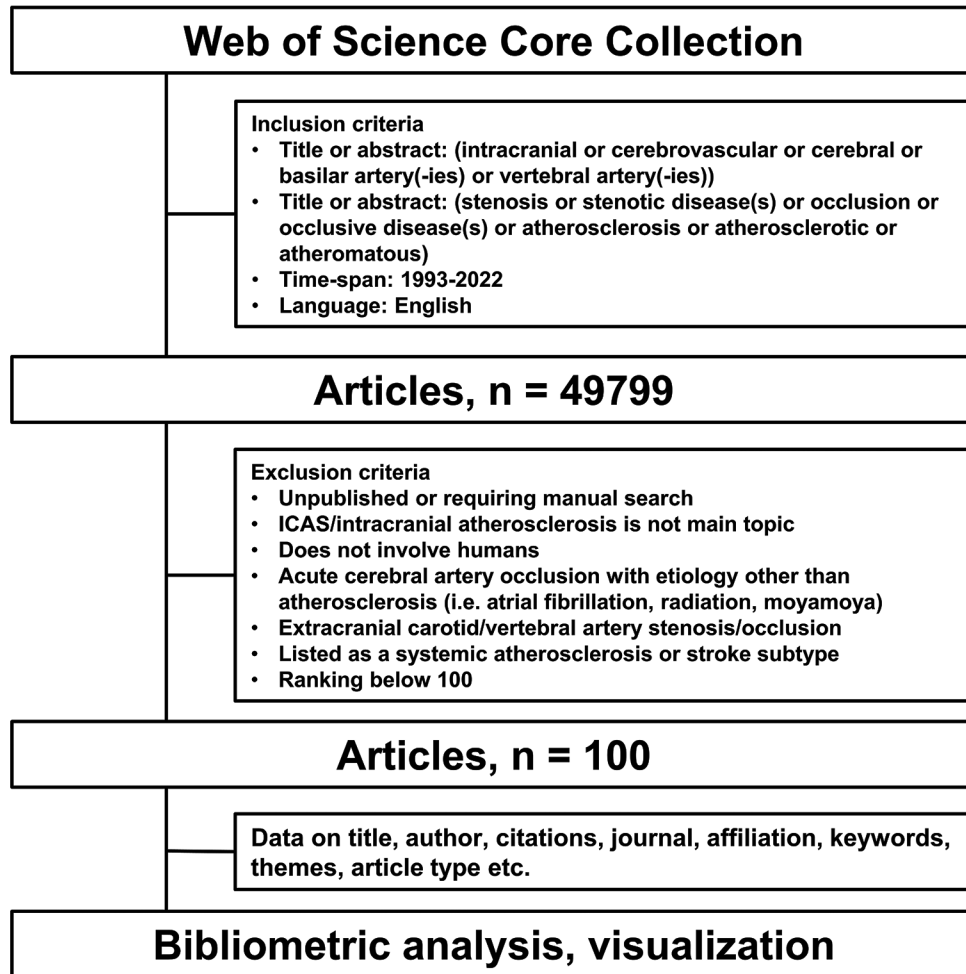 Web of Science Core Collection
Inclusion criteria
• Title or abstract: (intracranial or cerebrovascular or cerebral or
basilar artery(-ies) or vertebral artery(-ies))
• Title or abstract: (stenosis or stenotic disease(s) or occlusion or
occlusive disease(s) or atherosclerosis or atherosclerotic or
atheromatous)
• Time-span: 1993-2022
• Language: English
Articles, n = 49799
Exclusion criteria
• Unpublished or requiring manual search
• ICAS/intracranial atherosclerosis is not main topic
• Does not involve humans
• Acute cerebral artery occlusion with etiology other than
atherosclerosis (i.e. atrial fibrillation, radiation, moyamoya)
• Extracranial carotid/vertebral artery stenosis/occlusion
• Listed as a systemic atherosclerosis or stroke subtype
• Ranking below 100
Articles, n = 100
Data on title, author, citations, journal, affiliation, keywords,
themes, article type etc.
Bibliometric analysis, visualization